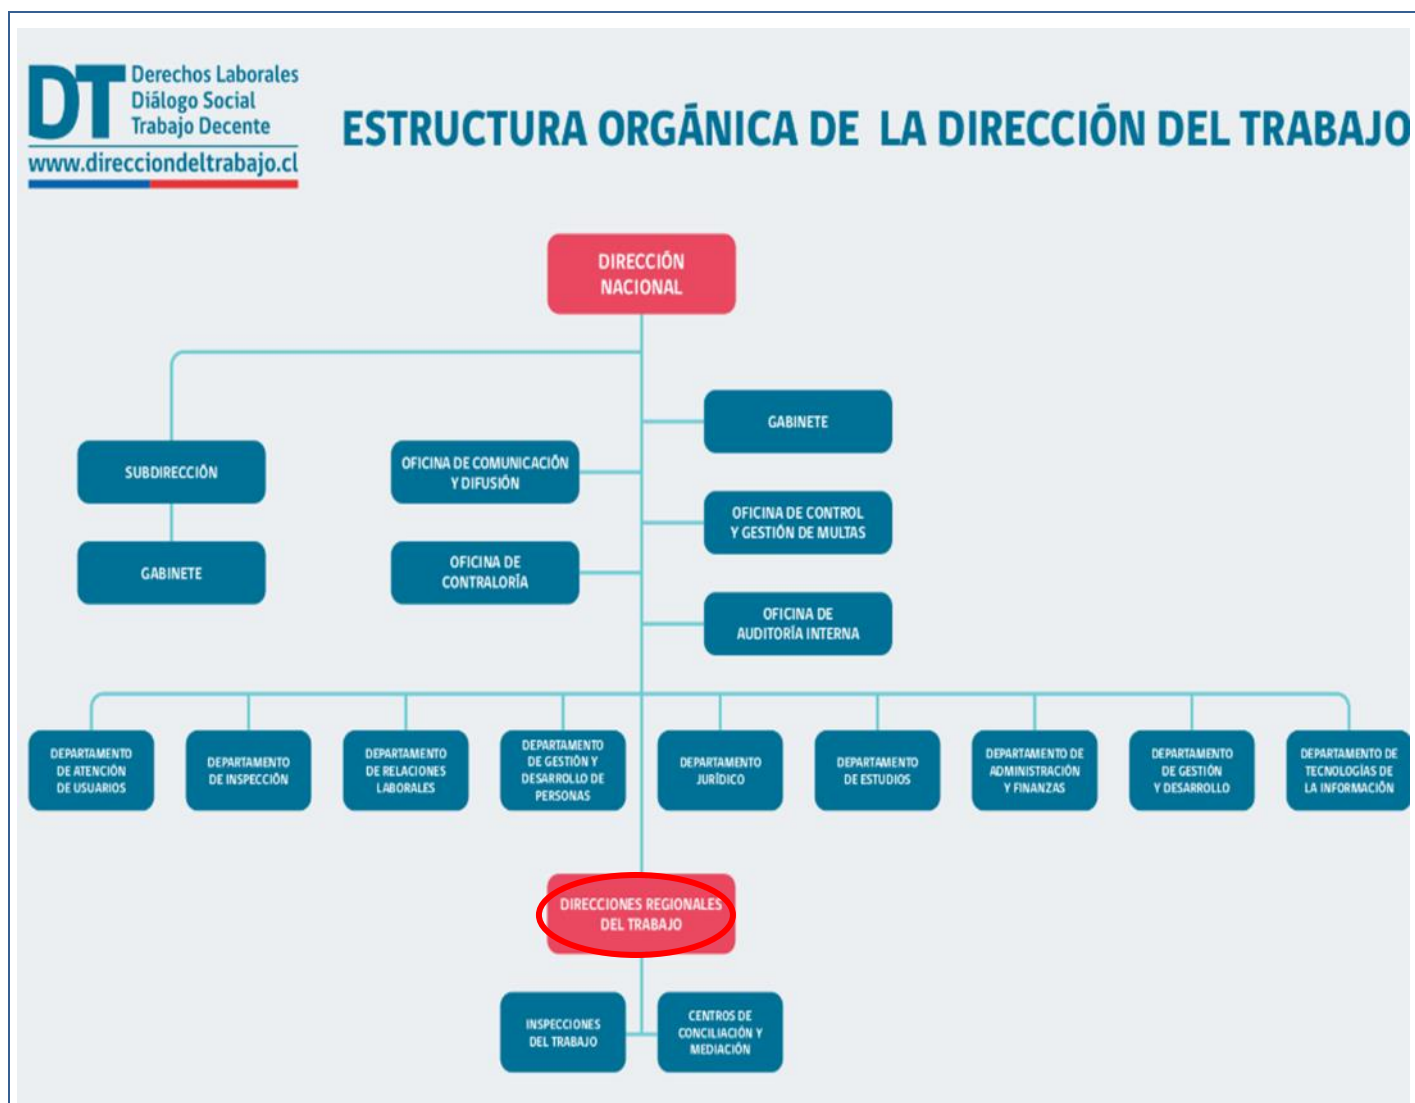 DT
Derechos Laborales
Diálogo Social
Trabajo Decente
www.direcciondeltrabajo.cl
ESTRUCTURA ORGÁNICA DE LA DIRECCIÓN DEL TRABAJO
DIRECCIÓN
NACIONAL
GABINETE
SUBDIRECCIÓN
OFICINA DE COMUNICACIÓN
Y DIFUSIÓN
OFICINA DE CONTROL
Y GESTIÓN DE MULTAS
GABINETE
OFICINA DE
CONTRALORÍA
OFICINA DE
AUDITORÍA INTERNA
DEPARTAMENTO
DE ATENCIÓN
DE USUARIOS
DEPARTAMENTO
DE INSPECCIÓN
DEPARTAMENTO
DE RELACIONES
LABORALES
DEPARTAMENTO
DE GESTIÓN Y
DESARROLLO DE
PERSONAS
DEPARTAMENTO
JURÍDICO
DEPARTAMENTO
DE ESTUDIOS
DEPARTAMENTO DE
ADMINISTRACIÓN
Y FINANZAS
DEPARTAMENTO
DE GESTIÓN
Y DESARROLLO
DEPARTAMENTO DE
TECNOLOGÍAS DE
LA INFORMACIÓN
DIRECCIONES REGIONALES
DEL TRABAJO
INSPECCIONES
DEL TRABAJO
CENTROS DE
CONCILIACIÓN Y
MEDIACIÓN